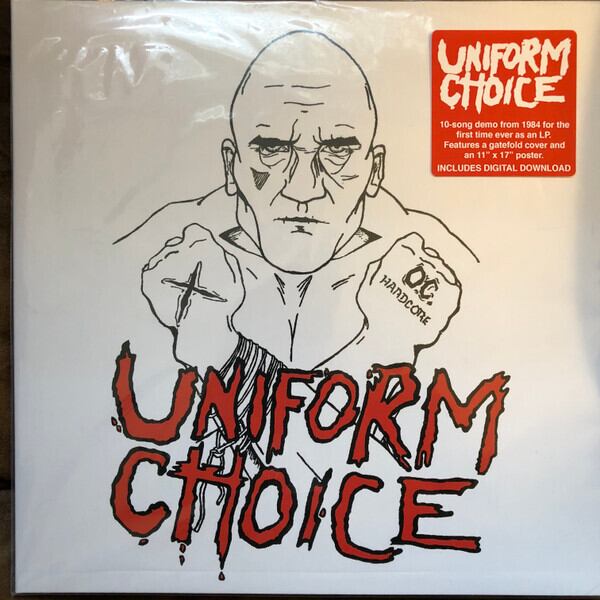 UNIFORM
CHOICE
10-song demo from 1984 for the
first time ever as an LP.
Features a gatefold cover and
an 11" x 17" poster.
INCLUDES DIGITAL DOWNLOAD
X
O.C.
HARDCORE
UNIFORM
CHOICE